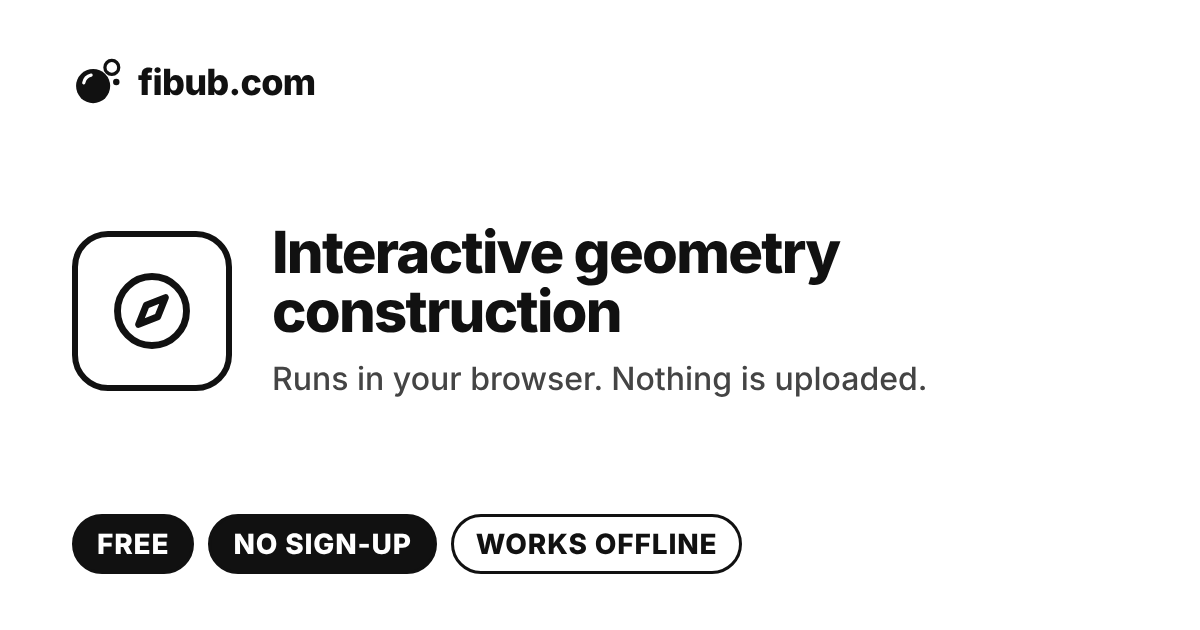 fibub.com
Interactive geometry
construction
Runs in your browser. Nothing is uploaded.
FREE
NO SIGN-UP
WORKS OFFLINE